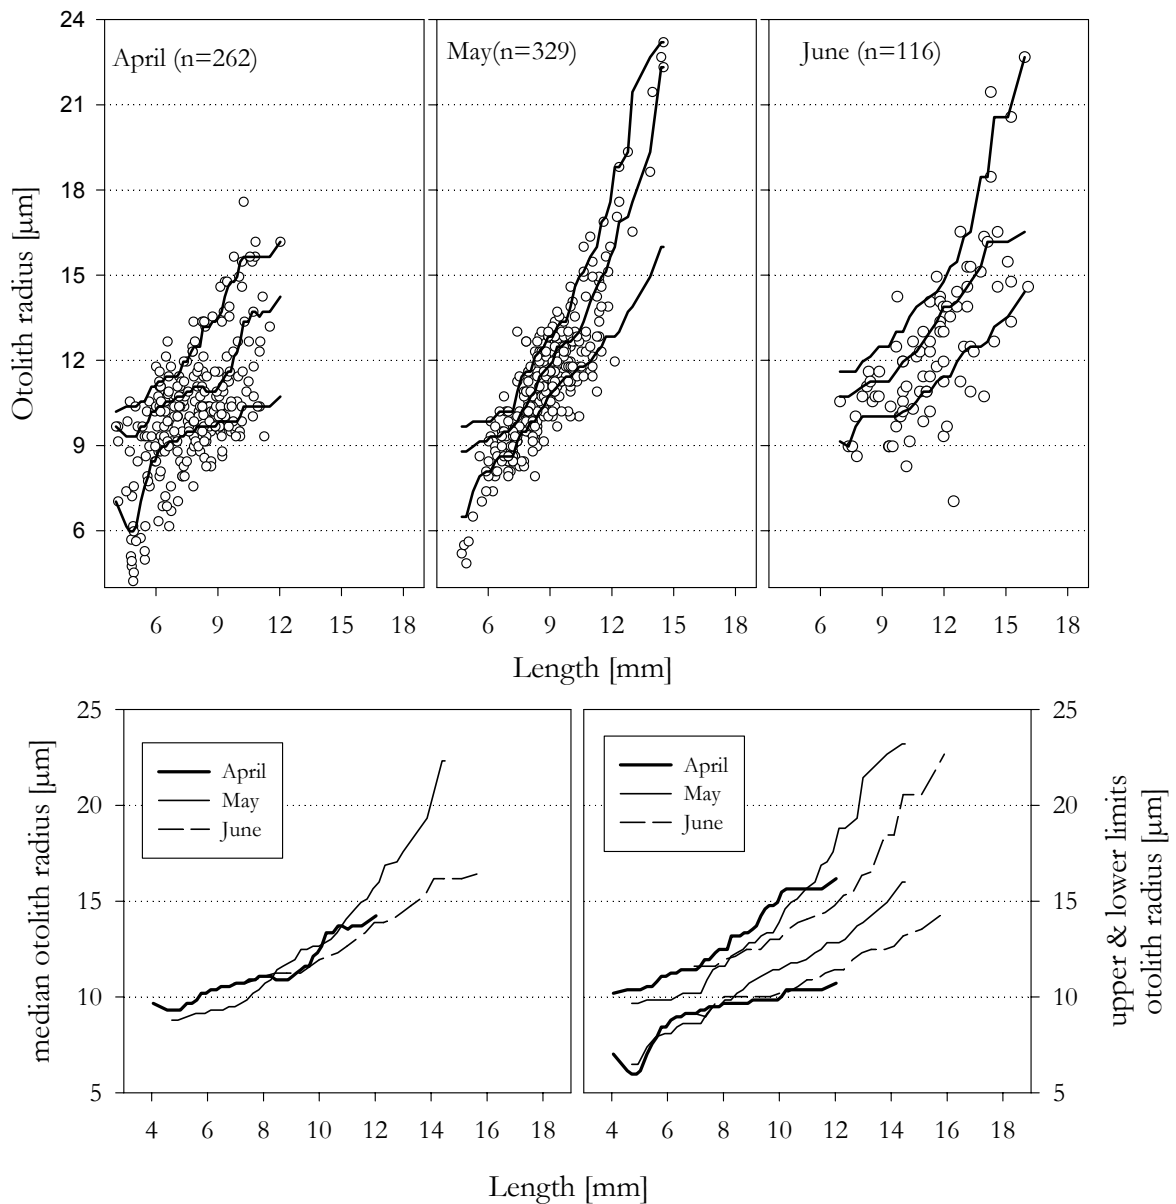 24
21
18
15
12
9
6
Otolith radius [µm]
April (n=262)
May(n=329)
June (n=116)
6 9 12 15 18
6 9 12 15 18
6 9 12 15 18
Length [mm]
25
20
15
10
5
median otolith radius [µm]
April
May
June
4 6 8 10 12 14 16 18
April
May
June
4 6 8 10 12 14 16 18
25
20
15
10
5
upper & lower limits
otolith radius [µm]
Length [mm]